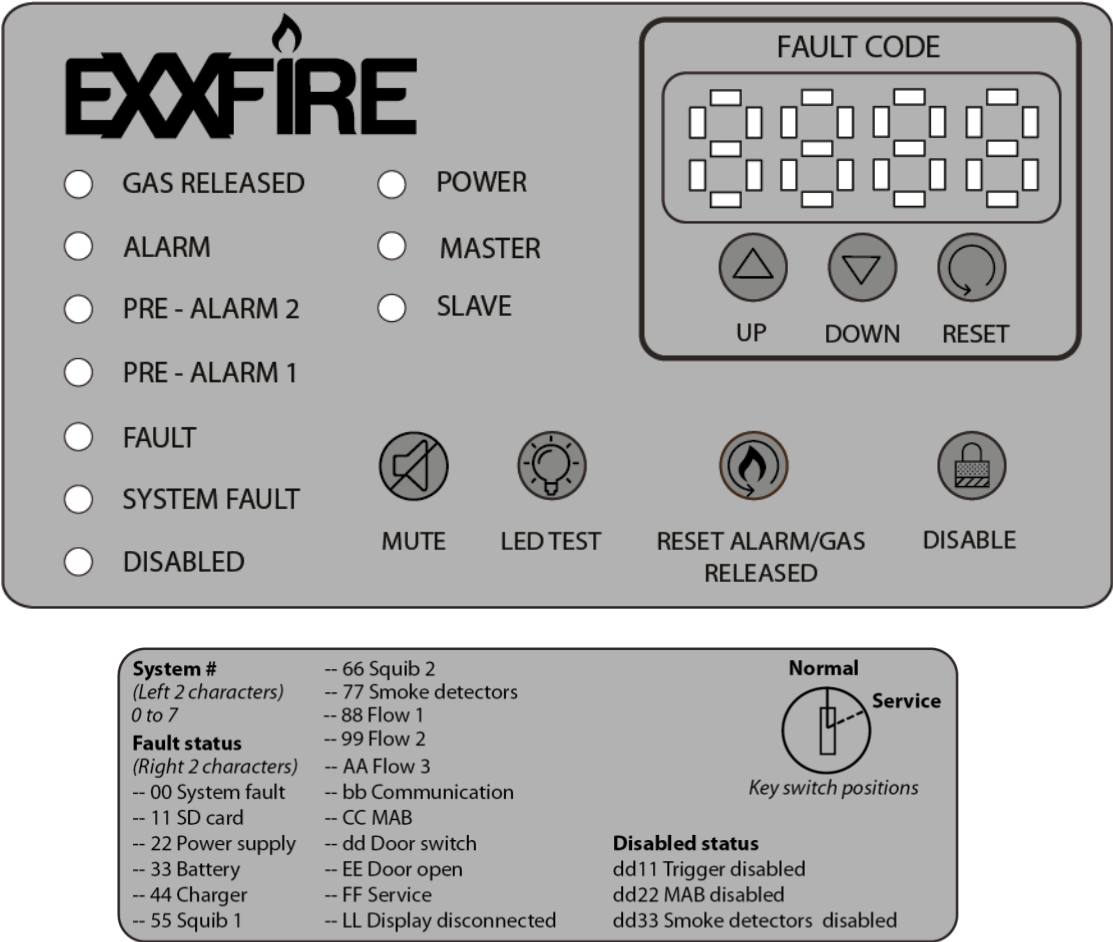 EXXFIRE
GAS RELEASED
ALARM
PRE - ALARM 2
PRE - ALARM 1
FAULT
SYSTEM FAULT
DISABLED
POWER
MASTER
SLAVE
FAULT CODE
UP
DOWN
RESET
MUTE
LED TEST
RESET ALARM/GAS
RELEASED
DISABLE
System #
(Left 2 characters)
0 to 7
Fault status
(Right 2 characters)
-- 00 System fault
-- 11 SD card
-- 22 Power supply
-- 33 Battery
-- 44 Charger
-- 55 Squib 1
-- 66 Squib 2
-- 77 Smoke detectors
-- 88 Flow 1
-- 99 Flow 2
-- AA Flow 3
-- bb Communication
-- CC MAB
-- dd Door switch
-- EE Door open
-- FF Service
-- LL Display disconnected
Normal
Service
Key switch positions
Disabled status
dd11 Trigger disabled
dd22 MAB disabled
dd33 Smoke detectors disabled